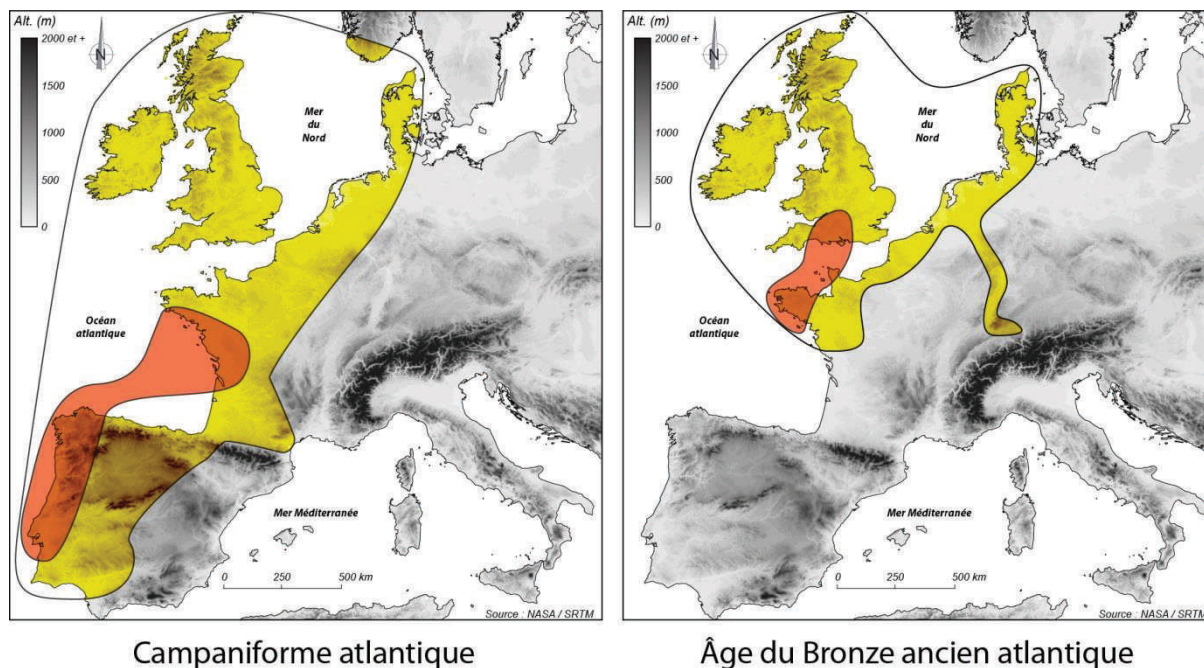 Alt. (m)
2000 et +
N
1500
1000
500
0
Mer
du
Nord
Océan
atlantique
Mer Méditerranée
0 250 500 km
Source : NASA / SRTM
Campaniforme atlantique
Alt. (m)
2000 et +
N
1500
1000
500
0
Mer
du
Nord
Océan
atlantique
Mer Méditerranée
0 250 500 km
Source : NASA / SRTM
Âge du Bronze ancien atlantique